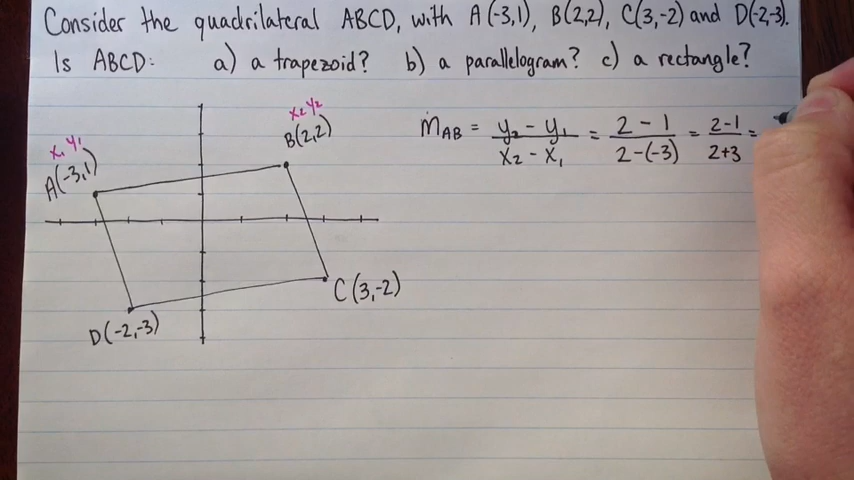 Consider the quadrilateral ABCD, with A(-3,1), B(2,2), C(3,-2) and D(-2,-3).
Is ABCD: a) a trapezoid? b) a parallelogram? c) a rectangle?
x₁ y₁
A(-3,1)
x₂ y₂
B(2,2)
C(3,-2)
D(-2,-3)
m_AB = (y₂ - y₁)/(x₂ - x₁) = (2 - 1)/(2-(-3)) = (2-1)/(2+3) =